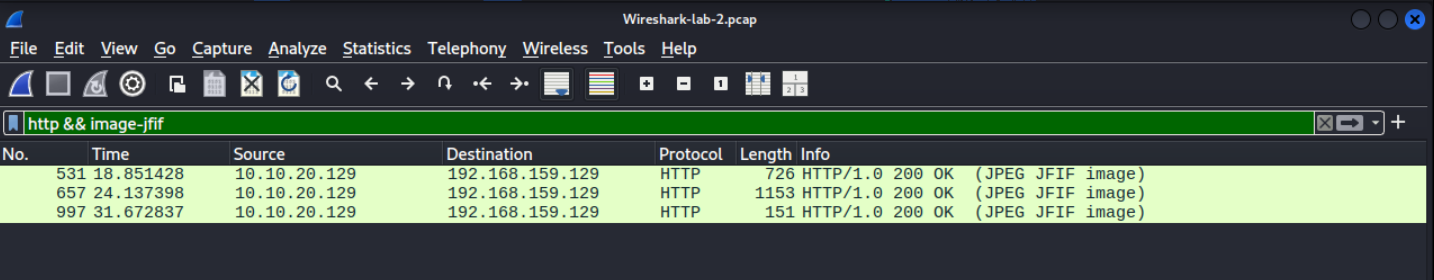 Wireshark-lab-2.pcap
File Edit View Go Capture Analyze Statistics Telephony Wireless Tools Help
http && image-jfif
No. Time Source Destination Protocol Length Info
531 18.851428 10.10.20.129 192.168.159.129 HTTP 726 HTTP/1.0 200 OK (JPEG JFIF image)
657 24.137398 10.10.20.129 192.168.159.129 HTTP 1153 HTTP/1.0 200 OK (JPEG JFIF image)
997 31.672837 10.10.20.129 192.168.159.129 HTTP 151 HTTP/1.0 200 OK (JPEG JFIF image)